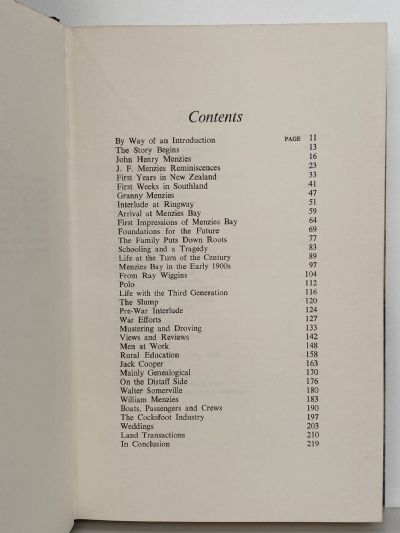 Contents
By Way of an Introduction PAGE 11
The Story Begins 13
John Henry Menzies 16
J. F. Menzies Reminiscences 23
First Years in New Zealand 33
First Weeks in Southland 41
Granny Menzies 47
Interlude at Ringway 51
Arrival at Menzies Bay 59
First Impressions of Menzies Bay 64
Foundations for the Future 69
The Family Puts Down Roots 77
Schooling and a Tragedy 83
Life at the Turn of the Century 89
Menzies Bay in the Early 1900s 97
From Ray Wiggins 104
Polo 112
Life with the Third Generation 116
The Slump 120
Pre-War Interlude 124
War Efforts 127
Mustering and Droving 133
Views and Reviews 142
Men at Work 148
Rural Education 158
Jack Cooper 163
Mainly Genealogical 170
On the Distaff Side 176
Walter Somerville 180
William Menzies 183
Boats, Passengers and Crews 190
The Cocksfoot Industry 197
Weddings 203
Land Transactions 210
In Conclusion 219